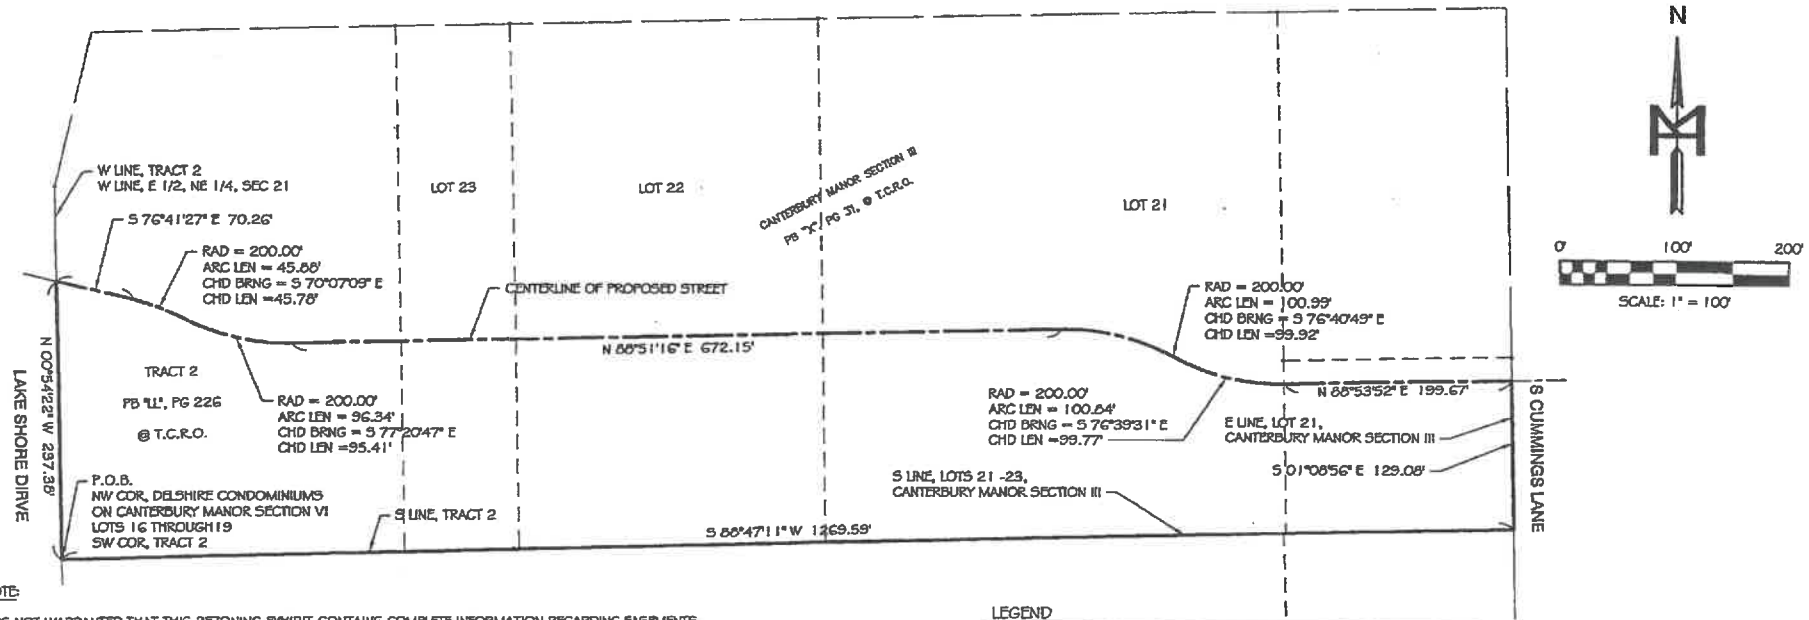 N
0' 100' 200'
SCALE: 1" = 100'
W LINE, TRACT 2
W LINE, E 1/2, NE 1/4, SEC 21
S 76°41'27" E 70.26'
RAD = 200.00'
ARC LEN = 45.88'
CHD BRNG = S 70°07'09" E
CHD LEN =45.78'
LOT 23
LOT 22
CANTERBURY MANOR SECTION III
PB "X", PG 31, @ T.C.R.O.
LOT 21
CENTERLINE OF PROPOSED STREET
RAD = 200.00'
ARC LEN = 100.99'
CHD BRNG = S 76°40'49" E
CHD LEN =99.92'
N 88°51'16" E 672.15'
N 00°54'22" W 237.38'
LAKE SHORE DIRVE
TRACT 2
PB "LL", PG 226
@ T.C.R.O.
RAD = 200.00'
ARC LEN = 96.34'
CHD BRNG = S 77°20'47" E
CHD LEN =95.41'
RAD = 200.00'
ARC LEN = 100.84'
CHD BRNG = S 76°39'31" E
CHD LEN =99.77'
N 88°53'52" E 199.67'
E LINE, LOT 21,
CANTERBURY MANOR SECTION III
S 01°08'56" E 129.08'
S CUMMINGS LANE
P.O.B.
NW COR, DELSHIRE CONDOMINIUMS
ON CANTERBURY MANOR SECTION VI
LOTS 16 THROUGH 19
SW COR, TRACT 2
S LINE, TRACT 2
S LINE, LOTS 21 -23,
CANTERBURY MANOR SECTION III
S 88°47'11" W 1269.59'
LEGEND